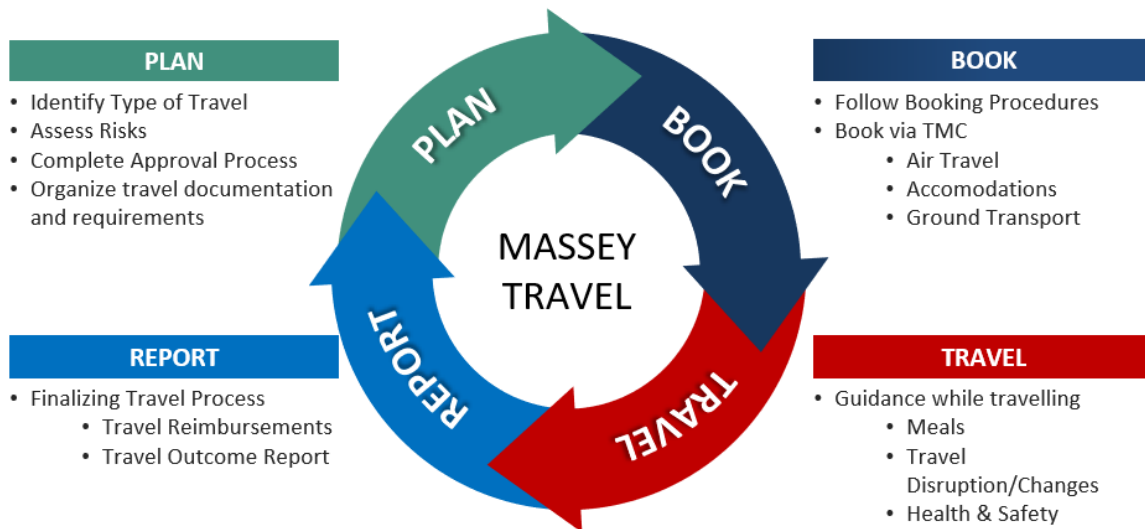 PLAN
• Identify Type of Travel
• Assess Risks
• Complete Approval Process
• Organize travel documentation
and requirements
BOOK
• Follow Booking Procedures
• Book via TMC
• Air Travel
• Accomodations
• Ground Transport
PLAN
BOOK
TRAVEL
REPORT
MASSEY
TRAVEL
REPORT
• Finalizing Travel Process
• Travel Reimbursements
• Travel Outcome Report
TRAVEL
• Guidance while travelling
• Meals
• Travel
Disruption/Changes
• Health & Safety